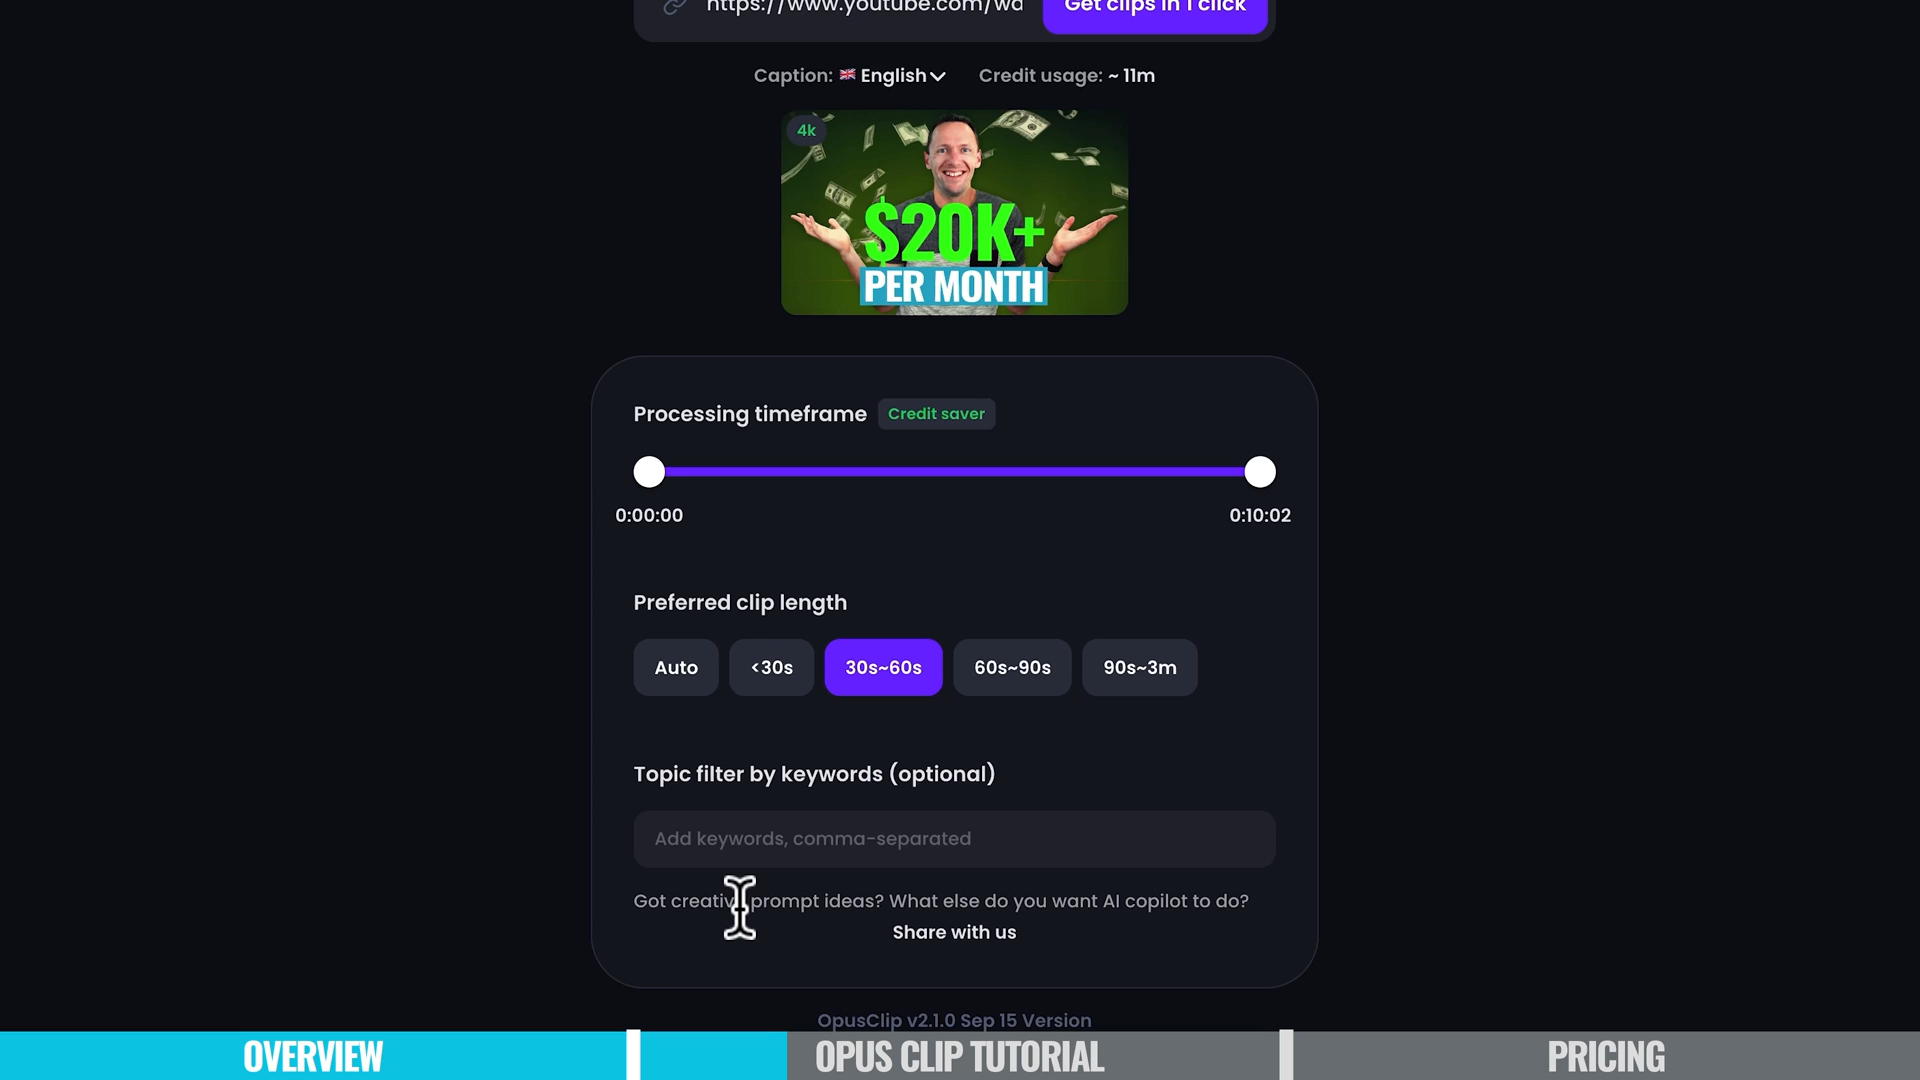 https://www.youtube.com/wa
Get clips in 1 click
Caption: English
Credit usage: ~ 11m
4k
$20K+
PER MONTH
Processing timeframe Credit saver
0:00:00 0:10:02
Preferred clip length
Auto <30s 30s~60s 60s~90s 90s~3m
Topic filter by keywords (optional)
Add keywords, comma-separated
Got creative prompt ideas? What else do you want AI copilot to do?
Share with us
OpusClip v2.1.0 Sep 15 Version
OVERVIEW OPUS CLIP TUTORIAL PRICING